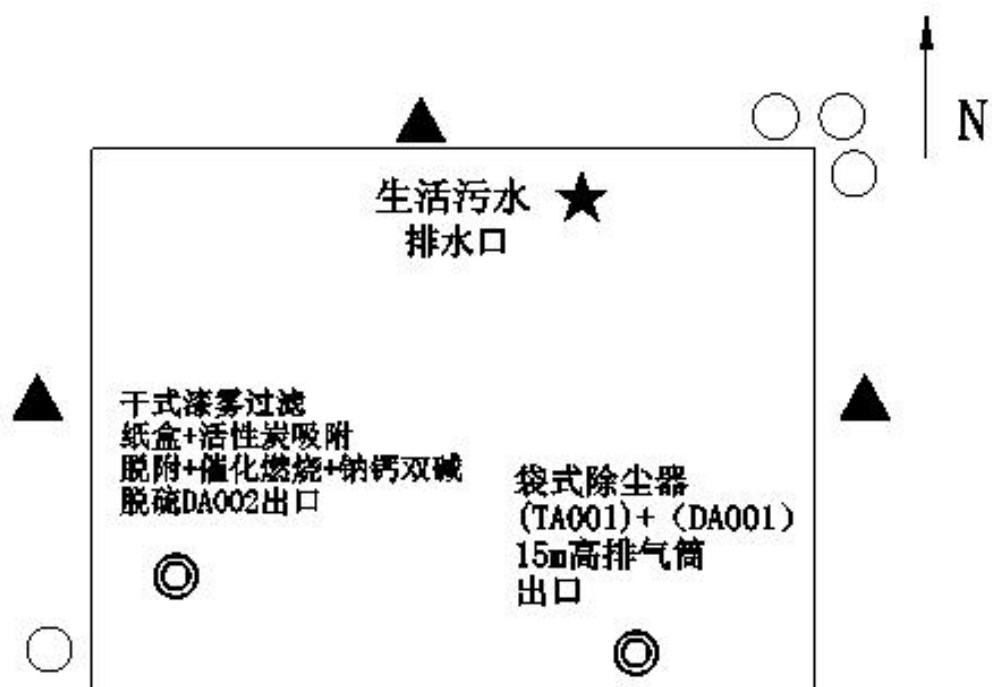 N
生活污水
排水口
干式漆雾过滤
纸盒+活性炭吸附
脱附+催化燃烧+钠钙双碱
脱硫DA002出口
袋式除尘器
(TA001)+（DA001）
15m高排气筒
出口